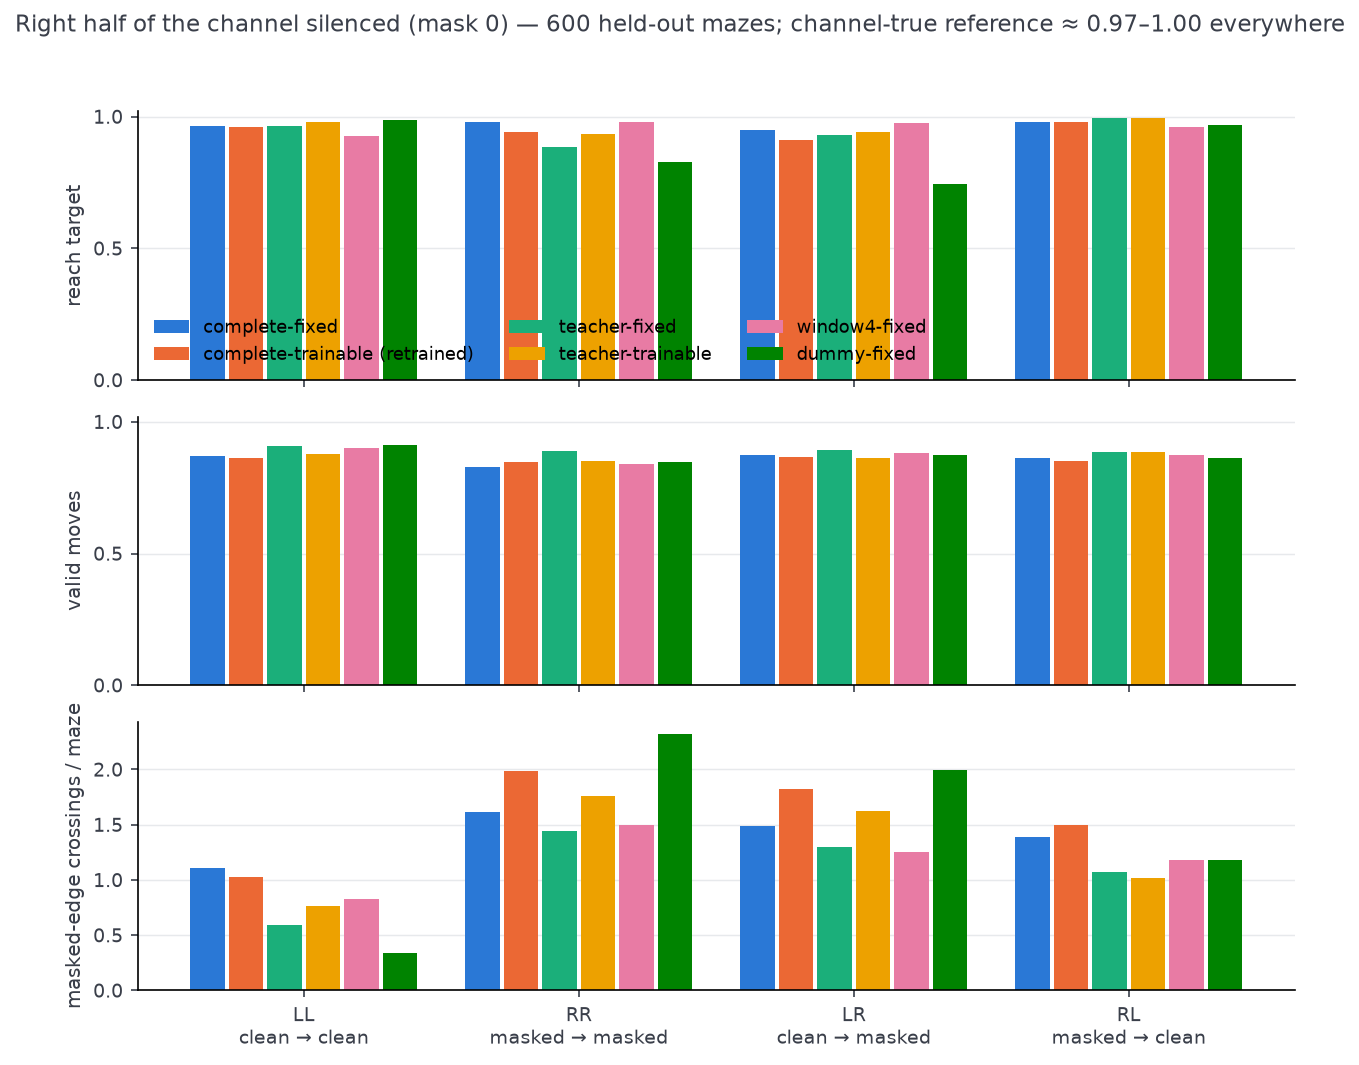 Right half of the channel silenced (mask 0) — 600 held-out mazes; channel-true reference ≈ 0.97–1.00 everywhere
reach target
1.0
0.5
0.0
complete-fixed
complete-trainable (retrained)
teacher-fixed
teacher-trainable
window4-fixed
dummy-fixed
valid moves
1.0
0.5
0.0
masked-edge crossings / maze
2.0
1.5
1.0
0.5
0.0
LL
clean → clean
RR
masked → masked
LR
clean → masked
RL
masked → clean